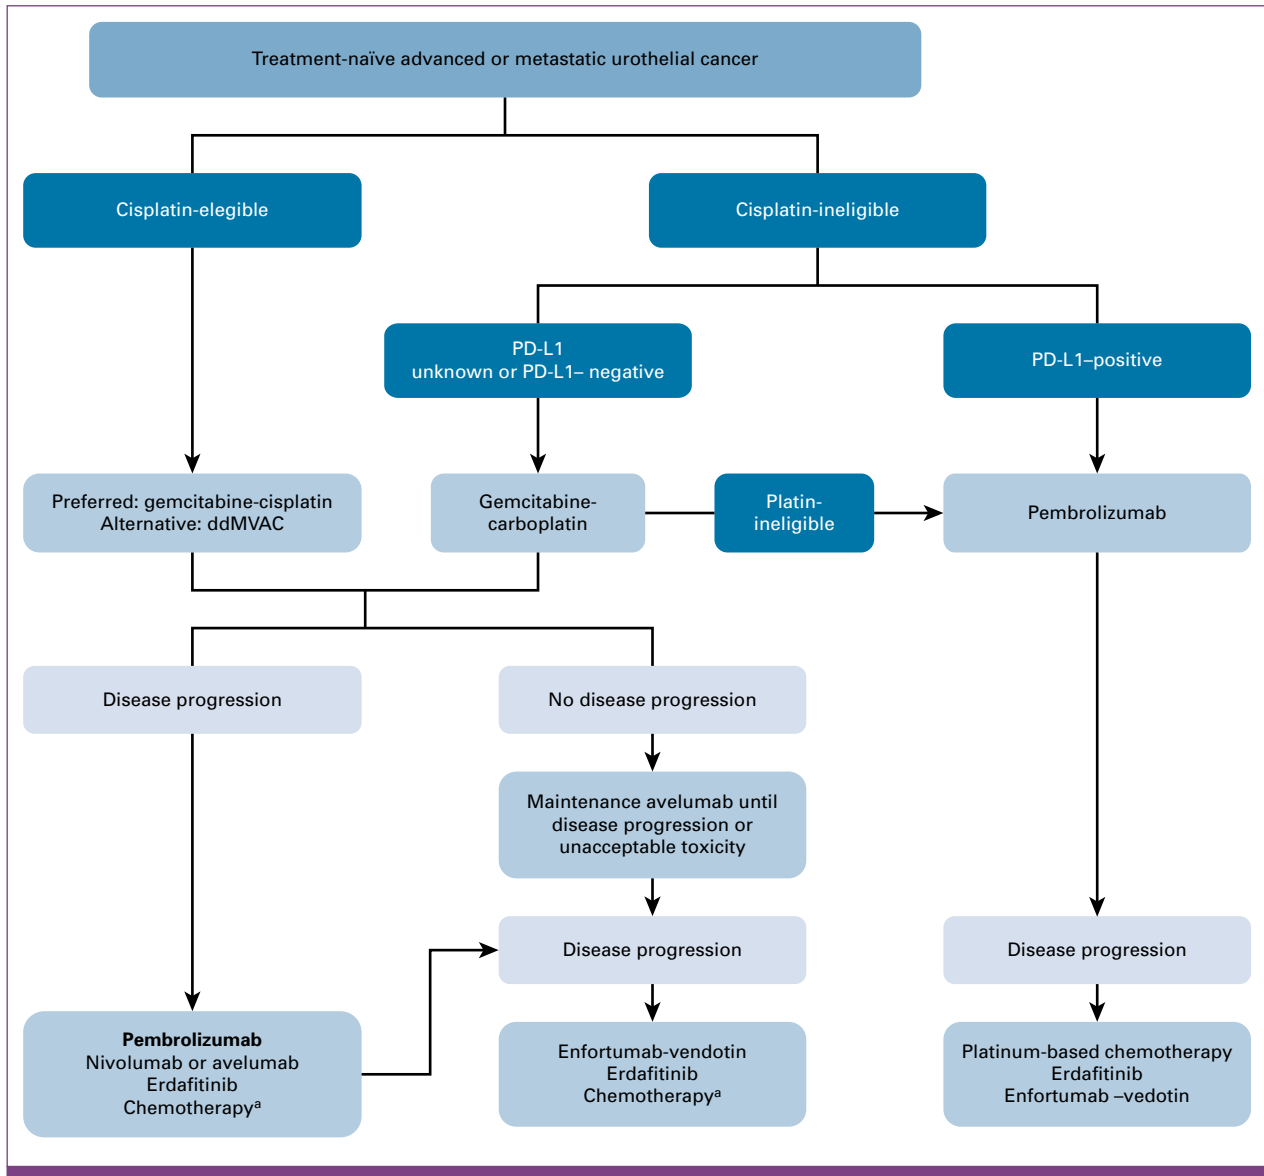 Treatment-naïve advanced or metastatic urothelial cancer
Cisplatin-elegible
Cisplatin-ineligible
PD-L1
unknown or PD-L1– negative
PD-L1–positive
Preferred: gemcitabine-cisplatin
Alternative: ddMVAC
Gemcitabine-
carboplatin
Platin-
ineligible
Pembrolizumab
Disease progression
No disease progression
Maintenance avelumab until
disease progression or
unacceptable toxicity
Disease progression
Disease progression
Pembrolizumab
Nivolumab or avelumab
Erdafitinib
Chemotherapyᵃ
Enfortumab-vendotin
Erdafitinib
Chemotherapyᵃ
Platinum-based chemotherapy
Erdafitinib
Enfortumab –vedotin